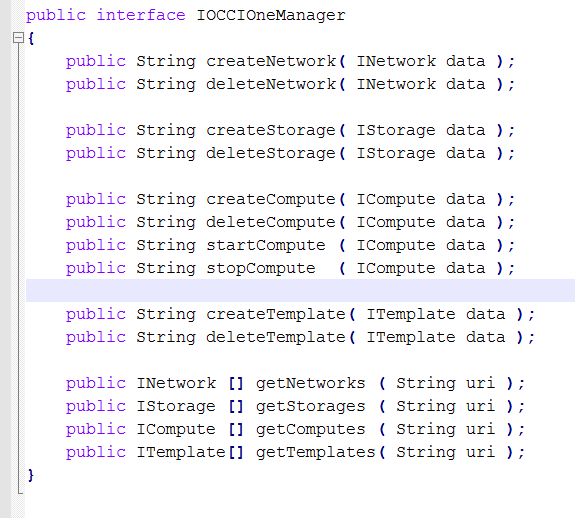 public interface IOCCIOneManager
{
public String createNetwork( INetwork data );
public String deleteNetwork( INetwork data );
public String createStorage( IStorage data );
public String deleteStorage( IStorage data );
public String createCompute( ICompute data );
public String deleteCompute( ICompute data );
public String startCompute ( ICompute data );
public String stopCompute  ( ICompute data );
public String createTemplate( ITemplate data );
public String deleteTemplate( ITemplate data );
public INetwork [] getNetworks ( String uri );
public IStorage [] getStorages ( String uri );
public ICompute [] getComputes ( String uri );
public ITemplate[] getTemplates( String uri );
}